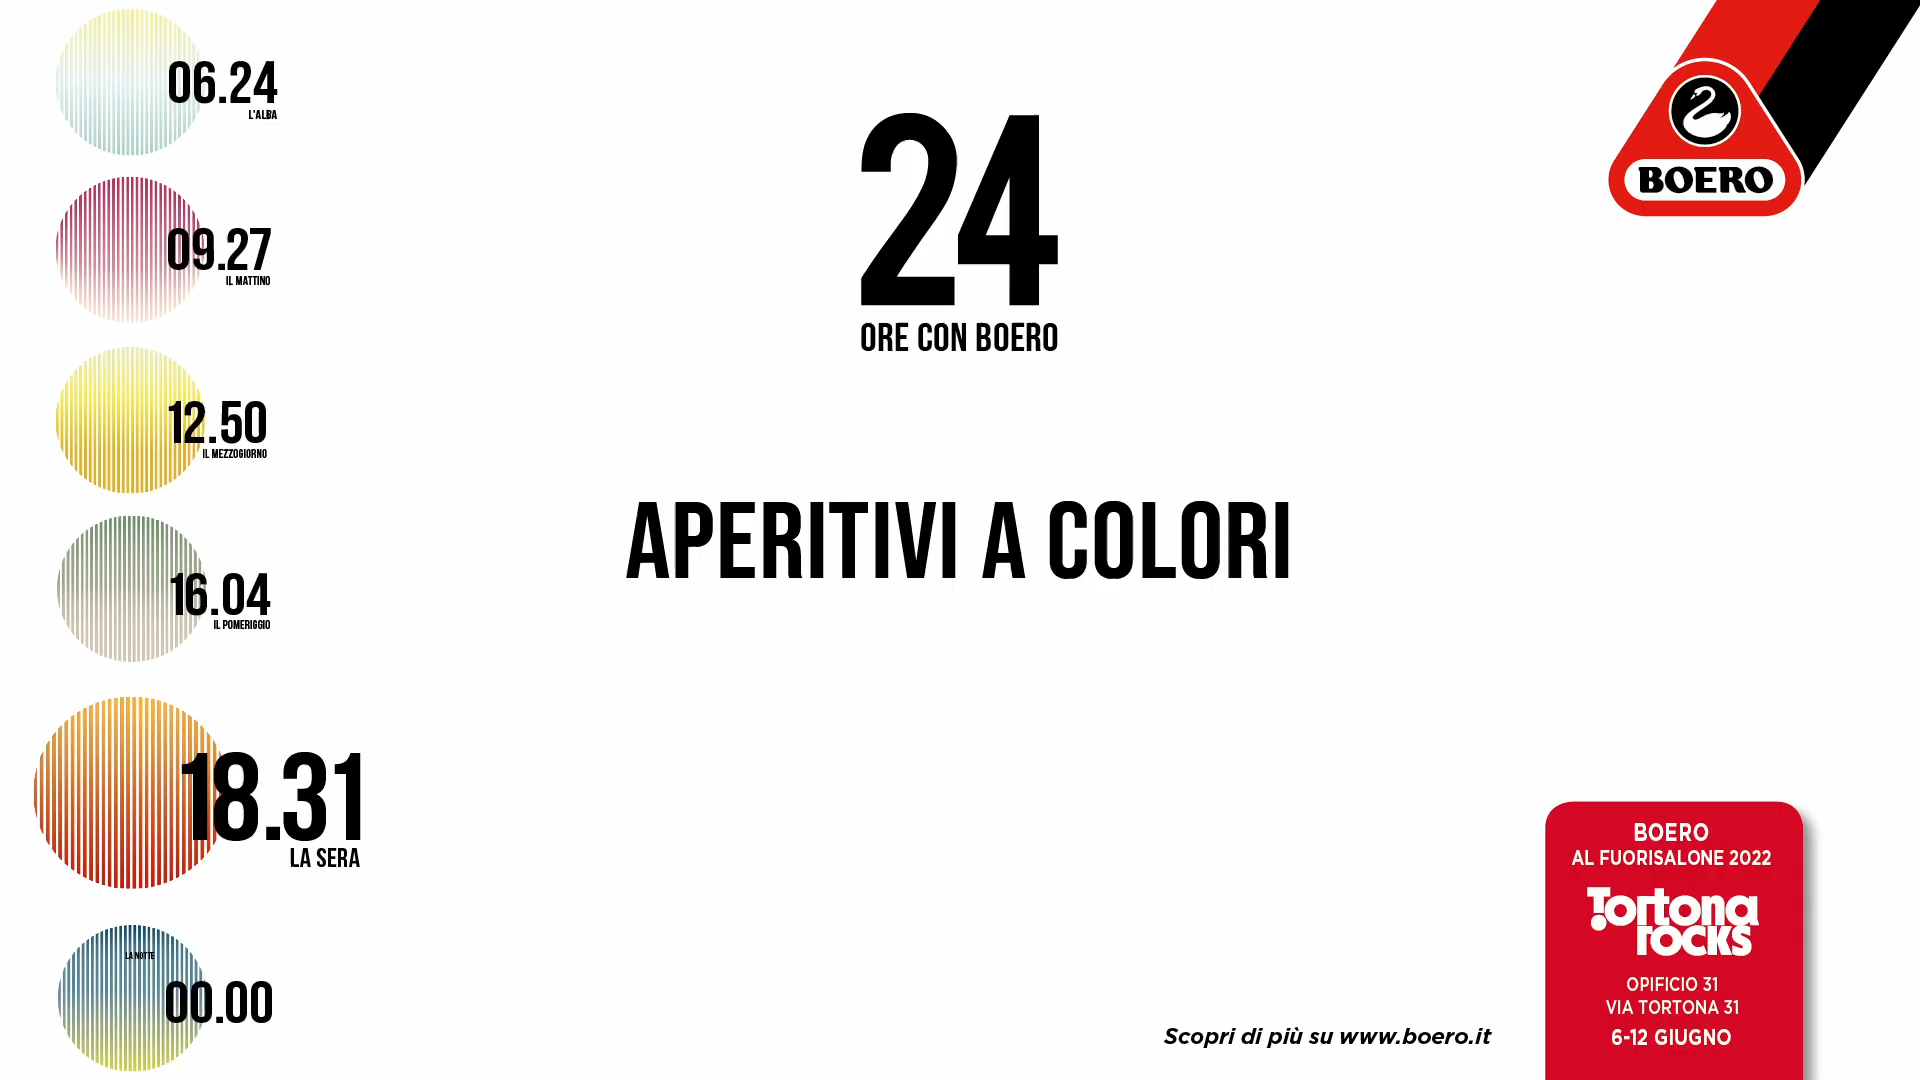 06.24
L'ALBA
09.27
IL MATTINO
12.50
IL MEZZOGIORNO
16.04
IL POMERIGGIO
18.31
LA SERA
LA NOTTE
00.00
24
ORE CON BOERO
APERITIVI A COLORI
BOERO
Scopri di più su www.boero.it
BOERO
AL FUORISALONE 2022
Tortona
rocks
OPIFICIO 31
VIA TORTONA 31
6-12 GIUGNO